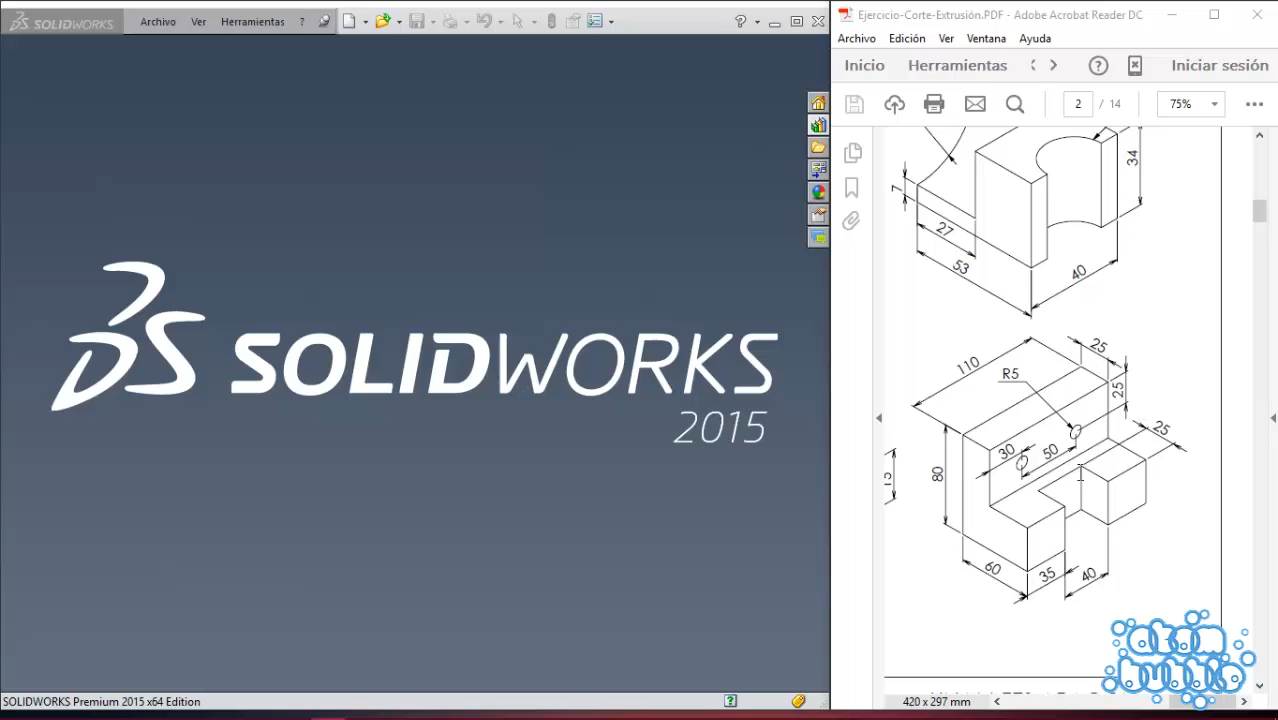 SOLIDWORKS
Archivo Ver Herramientas ?
?
SOLIDWORKS
2015
SOLIDWORKS Premium 2015 x64 Edition
?
Ejercicio-Corte-Extrusión.PDF - Adobe Acrobat Reader DC
Archivo Edición Ver Ventana Ayuda
Inicio Herramientas ? Iniciar sesión
2 / 14 75%
34
7
27
53
40
110
25
R5
25
25
30
50
80
15
60
35
40
atom
420 x 297 mm